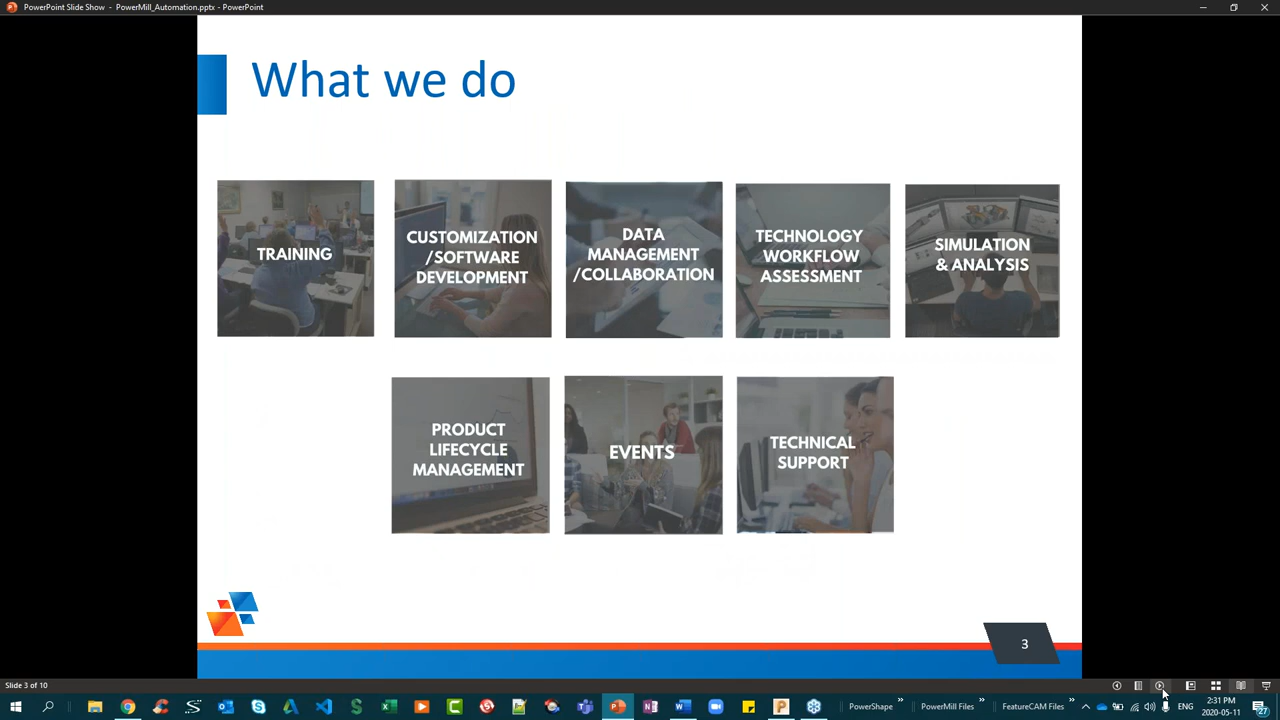 PowerPoint Slide Show - PowerMill_Automation.pptx - PowerPoint
What we do
TRAINING
CUSTOMIZATION
/SOFTWARE
DEVELOPMENT
DATA
MANAGEMENT
/COLLABORATION
TECHNOLOGY
WORKFLOW
ASSESSMENT
SIMULATION
& ANALYSIS
PRODUCT
LIFECYCLE
MANAGEMENT
EVENTS
TECHNICAL
SUPPORT
3
Slide 3 of 10
PowerShape
PowerMill Files
FeatureCAM Files
ENG
2:31 PM
2020-05-11
27